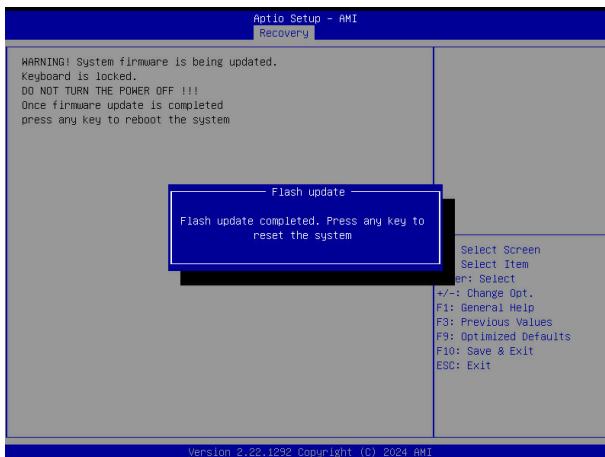 Aptio Setup - AMI
Recovery
WARNING! System firmware is being updated.
Keyboard is locked.
DO NOT TURN THE POWER OFF !!!
Once firmware update is completed
press any key to reboot the system
Flash update
Flash update completed. Press any key to
reset the system
Select Screen
Select Item
er: Select
+/-: Change Opt.
F1: General Help
F3: Previous Values
F9: Optimized Defaults
F10: Save & Exit
ESC: Exit
Version 2.22.1292 Copyright (C) 2024 AMI